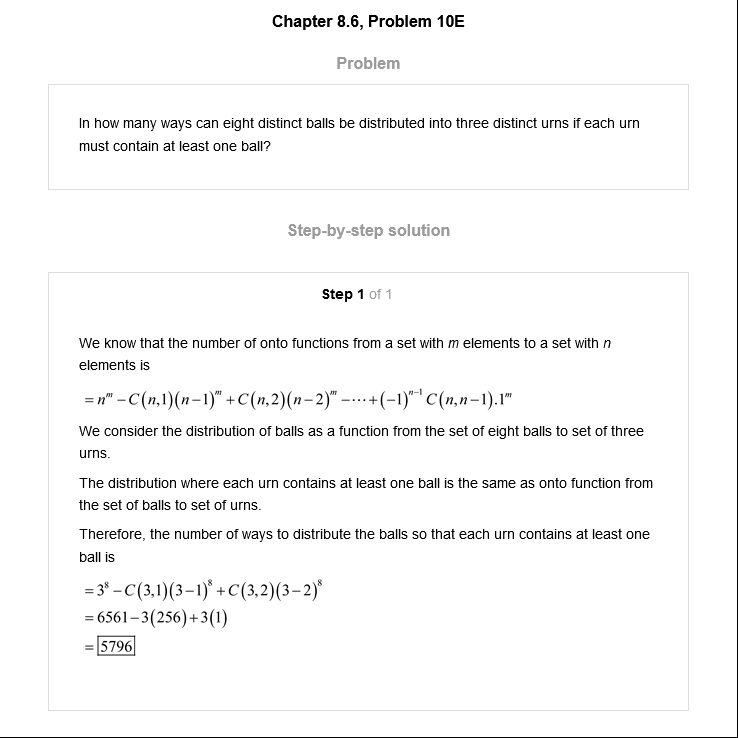 Chapter 8.6, Problem 10E
Problem
In how many ways can eight distinct balls be distributed into three distinct urns if each urn
must contain at least one ball?
Step-by-step solution
Step 1 of 1
We know that the number of onto functions from a set with m elements to a set with n
elements is
= nᵐ − C(n,1)(n−1)ᵐ + C(n,2)(n−2)ᵐ − ··· + (−1)ⁿ⁻¹ C(n,n−1).1ᵐ
We consider the distribution of balls as a function from the set of eight balls to set of three
urns.
The distribution where each urn contains at least one ball is the same as onto function from
the set of balls to set of urns.
Therefore, the number of ways to distribute the balls so that each urn contains at least one
ball is
= 3⁸ − C(3,1)(3−1)⁸ + C(3,2)(3−2)⁸
= 6561−3(256)+3(1)
= 5796